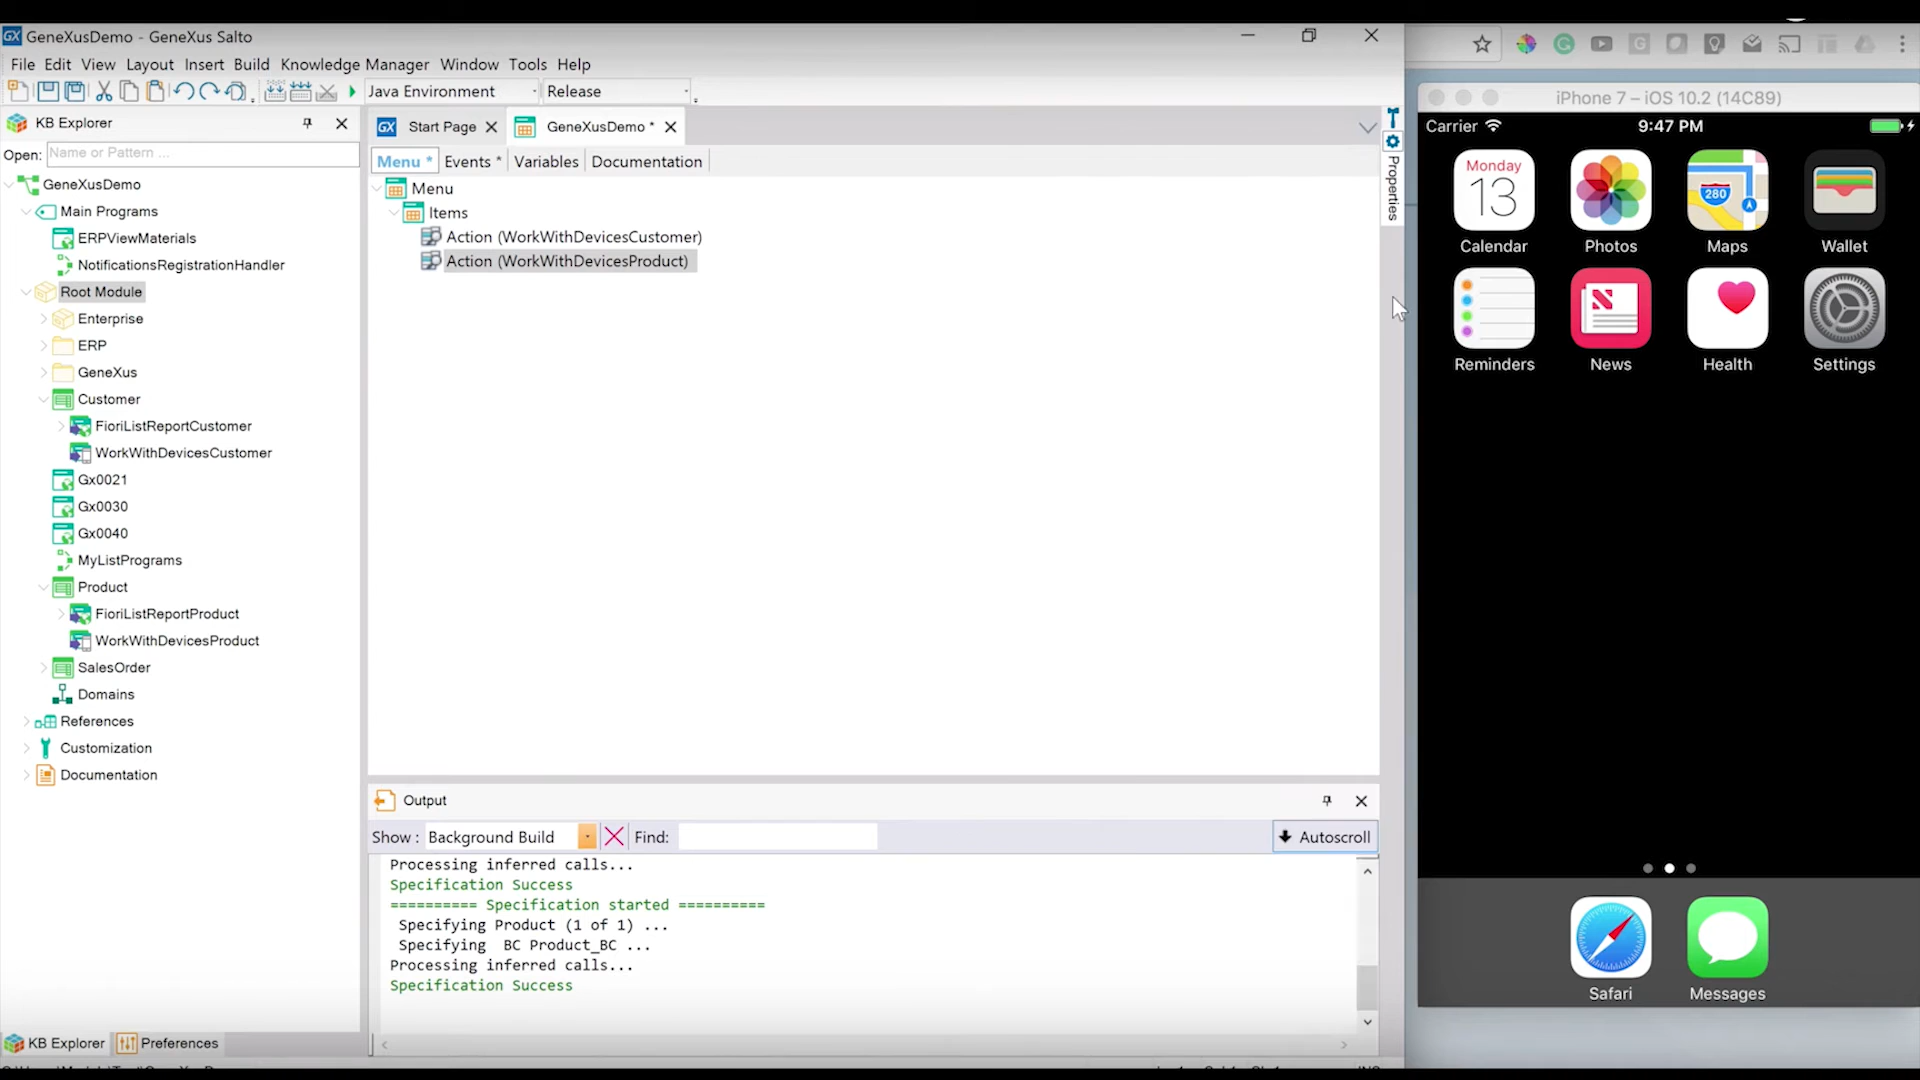 GX GeneXusDemo - GeneXus Salto
File Edit View Layout Insert Build Knowledge Manager Window Tools Help
Java Environment
Release
KB Explorer
Open:
Name or Pattern ...
GeneXusDemo
Main Programs
ERPViewMaterials
NotificationsRegistrationHandler
Root Module
Enterprise
ERP
GeneXus
Customer
FioriListReportCustomer
WorkWithDevicesCustomer
Gx0021
Gx0030
Gx0040
MyListPrograms
Product
FioriListReportProduct
WorkWithDevicesProduct
SalesOrder
Domains
References
Customization
Documentation
KB Explorer
Preferences
GX Start Page
GeneXusDemo *
Menu * Events * Variables Documentation
Menu
Items
Action (WorkWithDevicesCustomer)
Action (WorkWithDevicesProduct)
Properties
Output
Show : Background Build Find:
Autoscroll
Processing inferred calls...
Specification Success
========== Specification started ==========
Specifying Product (1 of 1) ...
Specifying BC Product_BC ...
Processing inferred calls...
Specification Success
iPhone 7 – iOS 10.2 (14C89)
Carrier 9:47 PM
Monday
13
280
Calendar Photos Maps Wallet
Reminders News Health Settings
Safari Messages